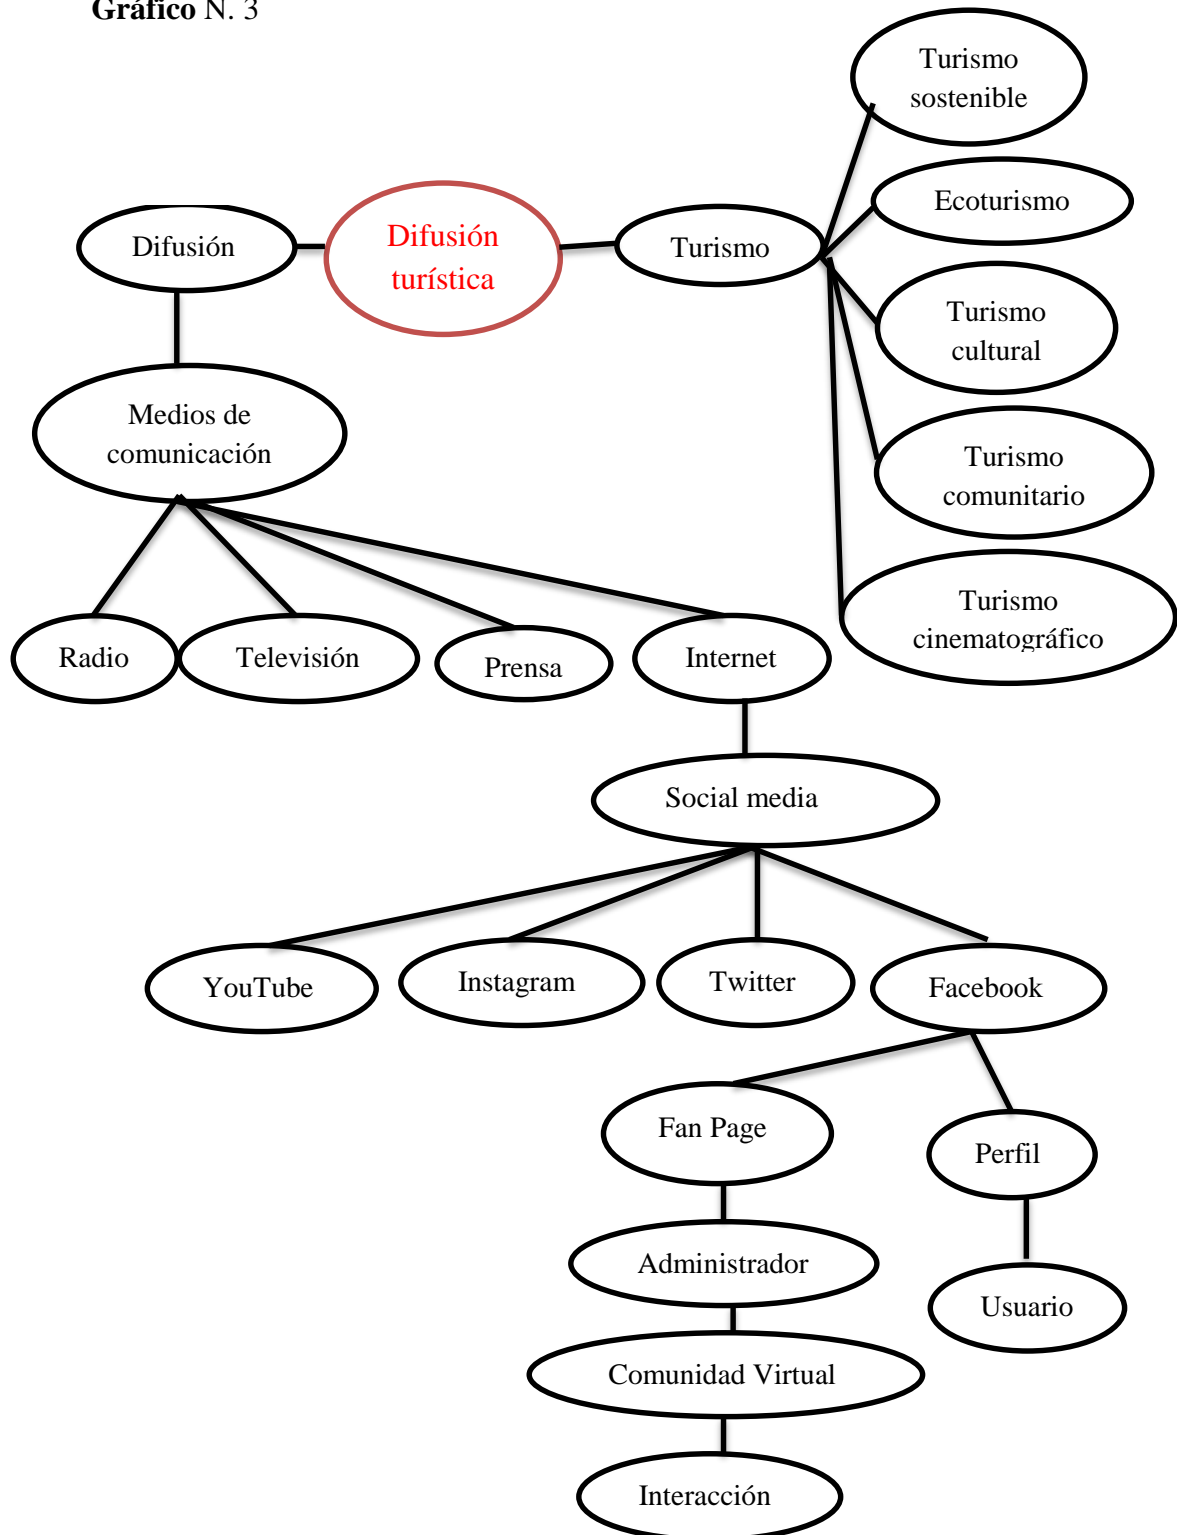 Gráfico N. 3
Turismo
sostenible
Ecoturismo
Difusión
Difusión
turística
Turismo
Turismo
cultural
Medios de
comunicación
Turismo
comunitario
Turismo
cinematográfico
Radio
Televisión
Prensa
Internet
Social media
YouTube
Instagram
Twitter
Facebook
Fan Page
Perfil
Administrador
Usuario
Comunidad Virtual
Interacción